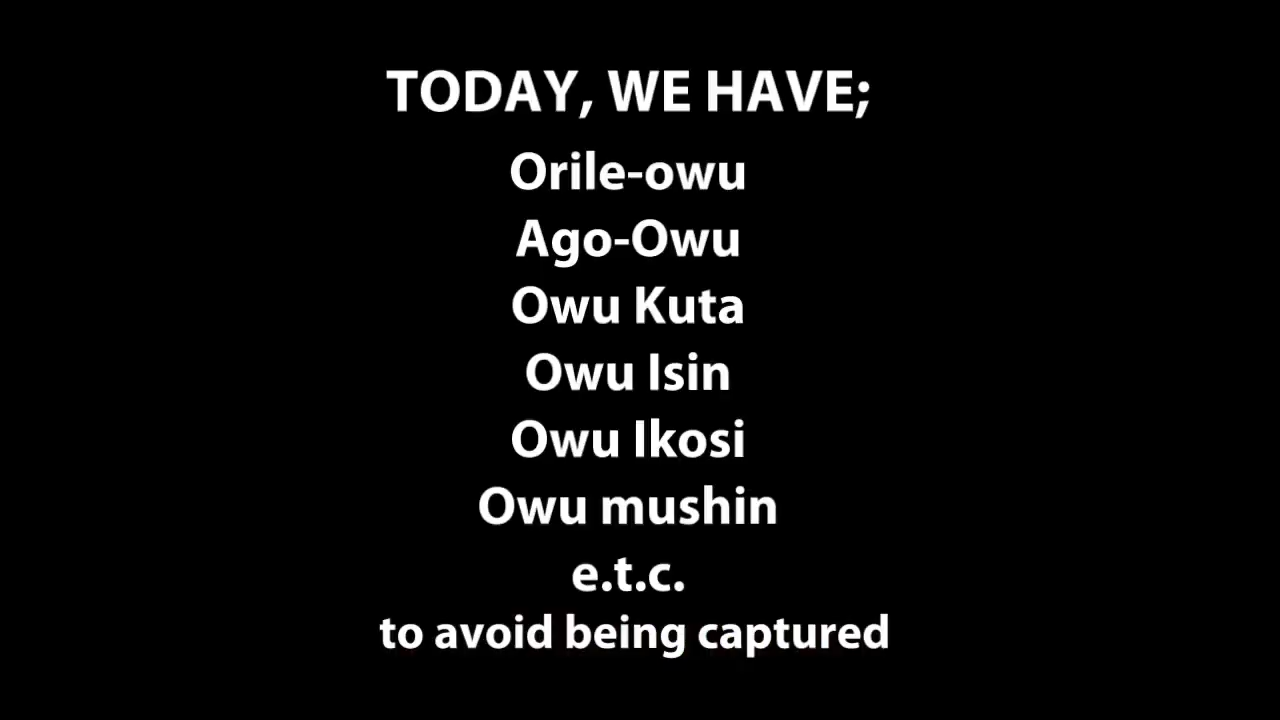 TODAY, WE HAVE;
Orile-owu
Ago-Owu
Owu Kuta
Owu Isin
Owu Ikosi
Owu mushin
e.t.c.
to avoid being captured